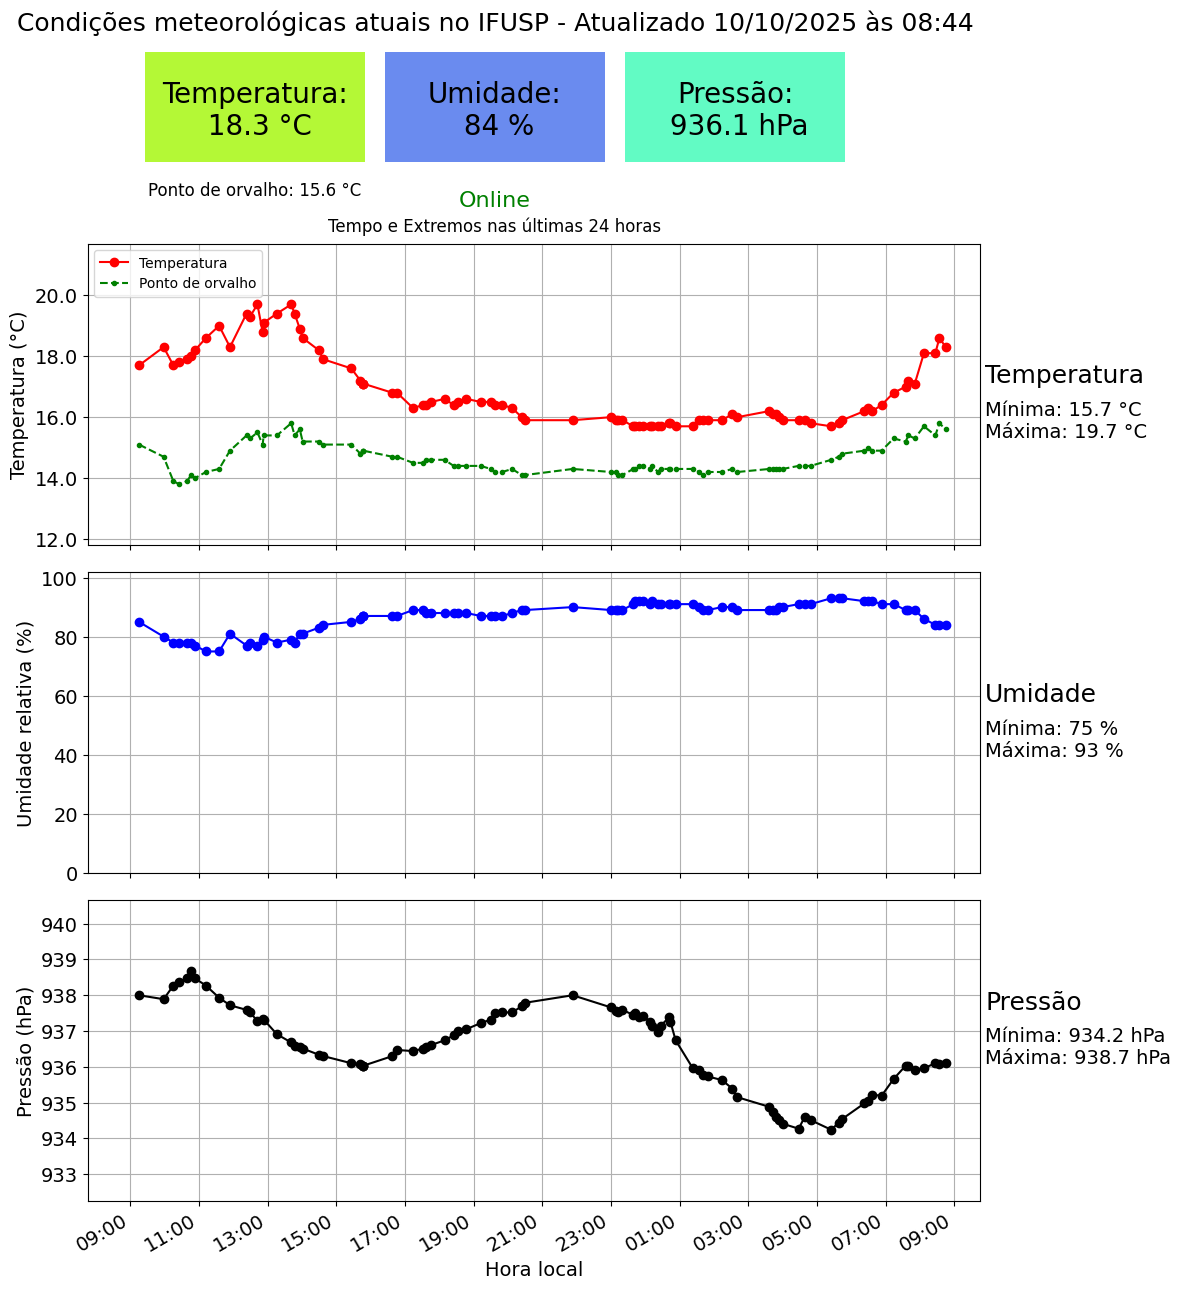 Condições meteorológicas atuais no IFUSP - Atualizado 10/10/2025 às 08:44
Temperatura:
18.3 °C
Umidade:
84 %
Pressão:
936.1 hPa
Ponto de orvalho: 15.6 °C
Online
Tempo e Extremos nas últimas 24 horas
Temperatura
Ponto de orvalho
Temperatura (°C)
20.0
18.0
16.0
14.0
12.0
Temperatura
Mínima: 15.7 °C
Máxima: 19.7 °C
Umidade relativa (%)
100
80
60
40
20
0
Umidade
Mínima: 75 %
Máxima: 93 %
Pressão (hPa)
940
939
938
937
936
935
934
933
Pressão
Mínima: 934.2 hPa
Máxima: 938.7 hPa
09:00 11:00 13:00 15:00 17:00 19:00 21:00 23:00 01:00 03:00 05:00 07:00 09:00
Hora local